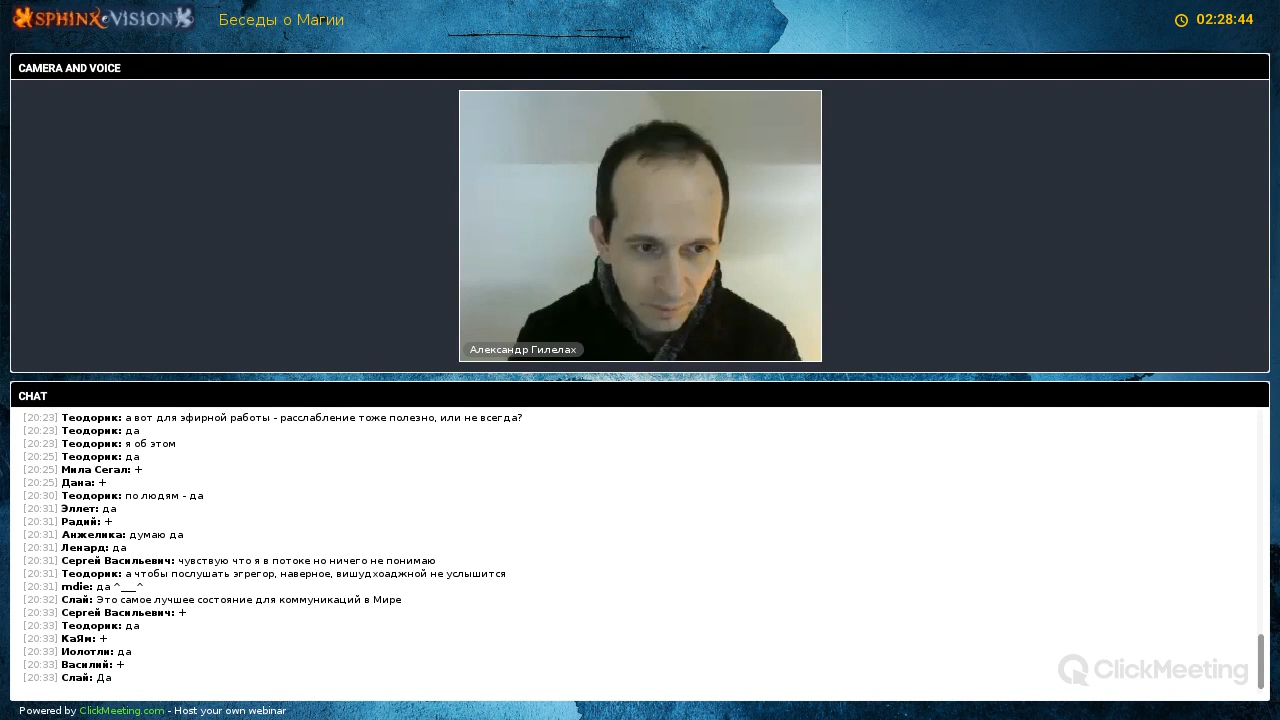 SPHINX VISION Беседы о Магии 02:28:44
CAMERA AND VOICE
Александр Гилелах
CHAT
[20:23] Теодорик: а вот для эфирной работы - расслабление тоже полезно, или не всегда?
[20:23] Теодорик: да
[20:23] Теодорик: я об этом
[20:25] Теодорик: да
[20:25] Мила Сегал: +
[20:25] Дана: +
[20:30] Теодорик: по людям - да
[20:31] Эллет: да
[20:31] Радий: +
[20:31] Анжелика: думаю да
[20:31] Ленард: да
[20:31] Сергей Васильевич: чувствую что я в потоке но ничего не понимаю
[20:31] Теодорик: а чтобы послушать эгрегор, наверное, вишудхоаджной не услышится
[20:31] mdie: да ^___^
[20:32] Слай: Это самое лучшее состояние для коммуникаций в Мире
[20:33] Сергей Васильевич: +
[20:33] Теодорик: да
[20:33] КаЯм: +
[20:33] Иолотли: да
[20:33] Василий: +
[20:33] Слай: Да
ClickMeeting
Powered by ClickMeeting.com - Host your own webinar